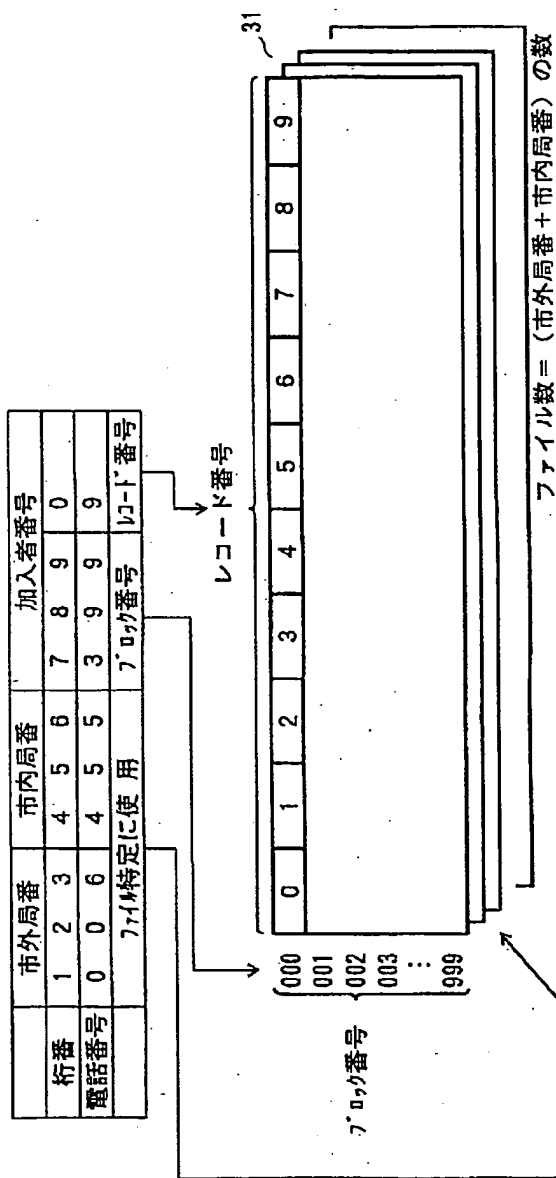 市外局番 市内局番 加入者番号
桁番 1 2 3 4 5 6 7 8 9 0
電話番号 0 0 6 4 5 5 3 9 9 9
ファイル特定に使用 ブロック番号 レコード番号
レコード番号
31
0 1 2 3 4 5 6 7 8 9
000
001
002
003
⋮
999
ブロック番号
ファイル数=(市外局番+市内局番)の数